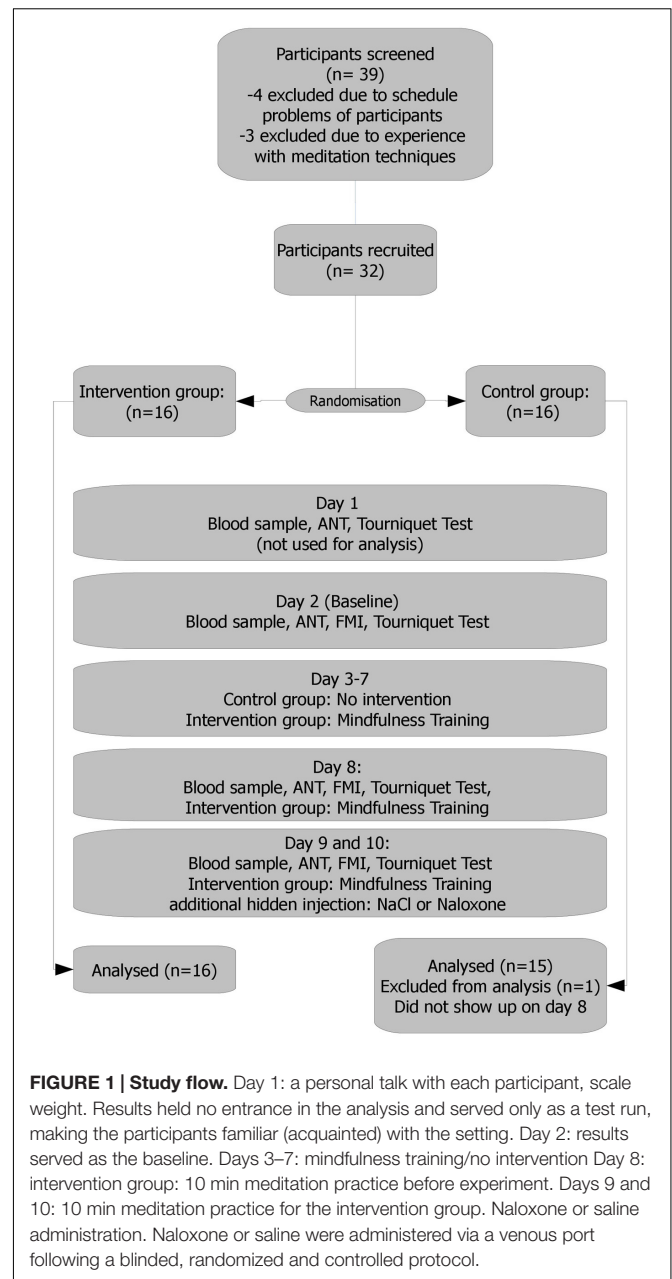 Participants screened
(n= 39)
-4 excluded due to schedule
problems of participants
-3 excluded due to experience
with meditation techniques
Participants recruited
(n= 32)
Intervention group:
(n=16)
Randomisation
Control group:
(n=16)
Day 1
Blood sample, ANT, Tourniquet Test
(not used for analysis)
Day 2 (Baseline)
Blood sample, ANT, FMI, Tourniquet Test
Day 3-7
Control group: No intervention
Intervention group: Mindfulness Training
Day 8:
Blood sample, ANT, FMI, Tourniquet Test,
Intervention group: Mindfulness Training
Day 9 and 10:
Blood sample, ANT, FMI, Tourniquet Test
Intervention group: Mindfulness Training
additional hidden injection: NaCl or Naloxone
Analysed (n=16)
Analysed (n=15)
Excluded from analysis (n=1)
Did not show up on day 8
FIGURE 1 | Study flow. Day 1: a personal talk with each participant, scale
weight. Results held no entrance in the analysis and served only as a test run,
making the participants familiar (acquainted) with the setting. Day 2: results
served as the baseline. Days 3–7: mindfulness training/no intervention Day 8:
intervention group: 10 min meditation practice before experiment. Days 9 and
10: 10 min meditation practice for the intervention group. Naloxone or saline
administration. Naloxone or saline were administered via a venous port
following a blinded, randomized and controlled protocol.